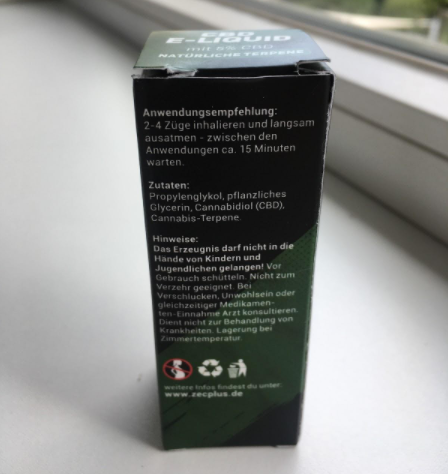 CBD
E-LIQUID
mit 5% CBD
NATÜRLICHE TERPENE
Anwendungsempfehlung:
2-4 Züge inhalieren und langsam
ausatmen - zwischen den
Anwendungen ca. 15 Minuten
warten.
Zutaten:
Propylenglykol, pflanzliches
Glycerin, Cannabidiol (CBD),
Cannabis-Terpene.
Hinweise:
Das Erzeugnis darf nicht in die
Hände von Kindern und
Jugendlichen gelangen! Vor
Gebrauch schütteln. Nicht zum
Verzehr geeignet. Bei
Verschlucken, Unwohlsein oder
gleichzeitiger Medikamen-
ten-Einnahme Arzt konsultieren.
Dient nicht zur Behandlung von
Krankheiten. Lagerung bei
Zimmertemperatur.
weitere Infos findest du unter:
www.zecplus.de